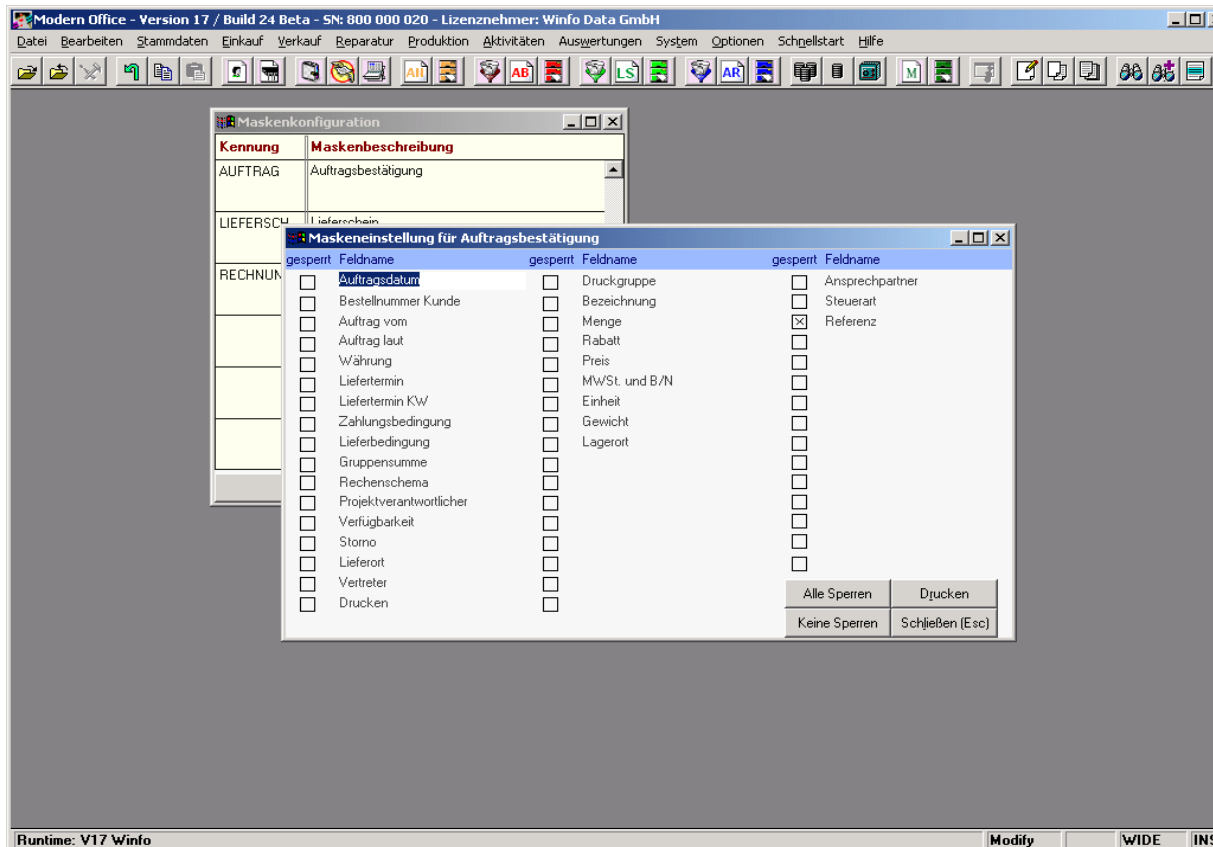 Modern Office - Version 17 / Build 24 Beta - SN: 800 000 020 - Lizenznehmer: Winfo Data GmbH
Datei Bearbeiten Stammdaten Einkauf Verkauf Reparatur Produktion Aktivitäten Auswertungen System Optionen Schnellstart Hilfe
AB LS AR M
Maskenkonfiguration
Kennung Maskenbeschreibung
AUFTRAG Auftragsbestätigung
LIEFERSCH Lieferschein
RECHNUN
Maskeneinstellung für Auftragsbestätigung
gesperrt Feldname gesperrt Feldname gesperrt Feldname
Auftragsdatum Druckgruppe Ansprechpartner
Bestellnummer Kunde Bezeichnung Steuerart
Auftrag vom Menge Referenz
Auftrag laut Rabatt
Währung Preis
Liefertermin MWSt. und B/N
Liefertermin KW Einheit
Zahlungsbedingung Gewicht
Lieferbedingung Lagerort
Gruppensumme
Rechenschema
Projektverantwortlicher
Verfügbarkeit
Storno
Lieferort
Vertreter
Drucken
Alle Sperren Drucken
Keine Sperren Schließen (Esc)
Runtime: V17 Winfo Modify WIDE INS